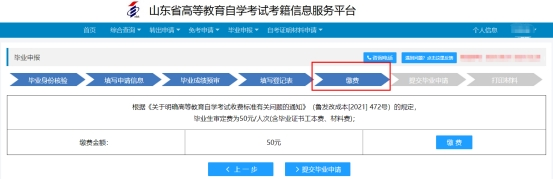 山东省高等教育自学考试考籍信息服务平台
首页 综合查询 转出申请 免考申请 毕业申报 自考证明材料申请 个人信息
毕业申报
毕业身份核验 填写申请信息 毕业成绩预审 填写登记表 缴费 提交毕业申请 打印材料
根据《关于明确高等教育自学考试收费标准有关问题的通知》（鲁发改成本[2021] 472号）的规定，
毕业生审定费为50元/人次(含毕业证书工本费、材料费)；
缴费金额： 50元 缴 费
上 一 步 提交毕业申请